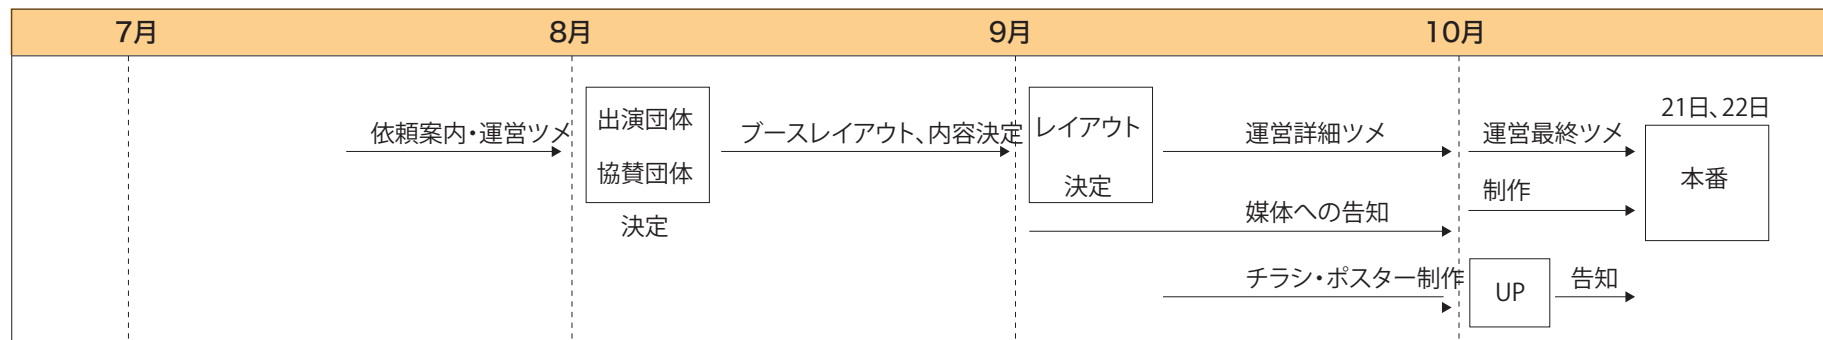 7月
8月
9月
10月
依頼案内・運営ツメ
出演団体
協賛団体
決定
ブースレイアウト、内容決定
レイアウト
決定
運営詳細ツメ
媒体への告知
チラシ・ポスター制作
運営最終ツメ
制作
UP
告知
21日、22日
本番